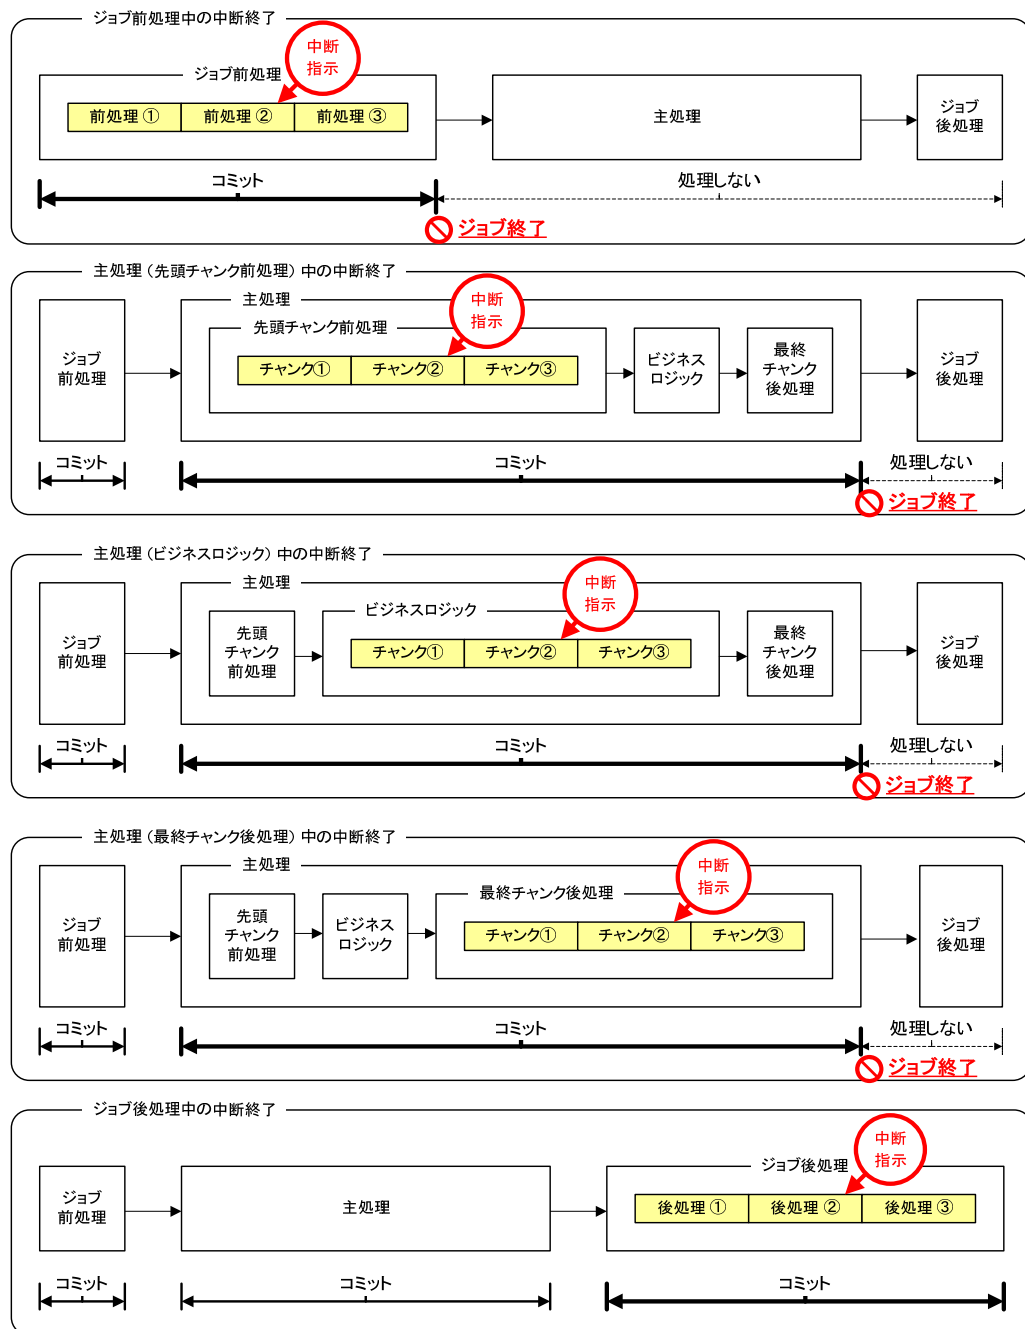 ジョブ前処理中の中断終了
中断
指示
ジョブ前処理
前処理 ①
前処理 ②
前処理 ③
主処理
ジョブ
後処理
コミット
処理しない
ジョブ終了
主処理（先頭チャンク前処理）中の中断終了
中断
指示
主処理
先頭チャンク前処理
ジョブ
前処理
チャンク①
チャンク②
チャンク③
ビジネス
ロジック
最終
チャンク
後処理
ジョブ
後処理
コミット
コミット
処理しない
ジョブ終了
主処理（ビジネスロジック）中の中断終了
中断
指示
主処理
ビジネスロジック
ジョブ
前処理
先頭
チャンク
前処理
チャンク①
チャンク②
チャンク③
最終
チャンク
後処理
ジョブ
後処理
コミット
コミット
処理しない
ジョブ終了
主処理（最終チャンク後処理）中の中断終了
中断
指示
主処理
最終チャンク後処理
ジョブ
前処理
先頭
チャンク
前処理
ビジネス
ロジック
チャンク①
チャンク②
チャンク③
ジョブ
後処理
コミット
コミット
処理しない
ジョブ終了
ジョブ後処理中の中断終了
中断
指示
ジョブ後処理
ジョブ
前処理
主処理
後処理 ①
後処理 ②
後処理 ③
コミット
コミット
コミット